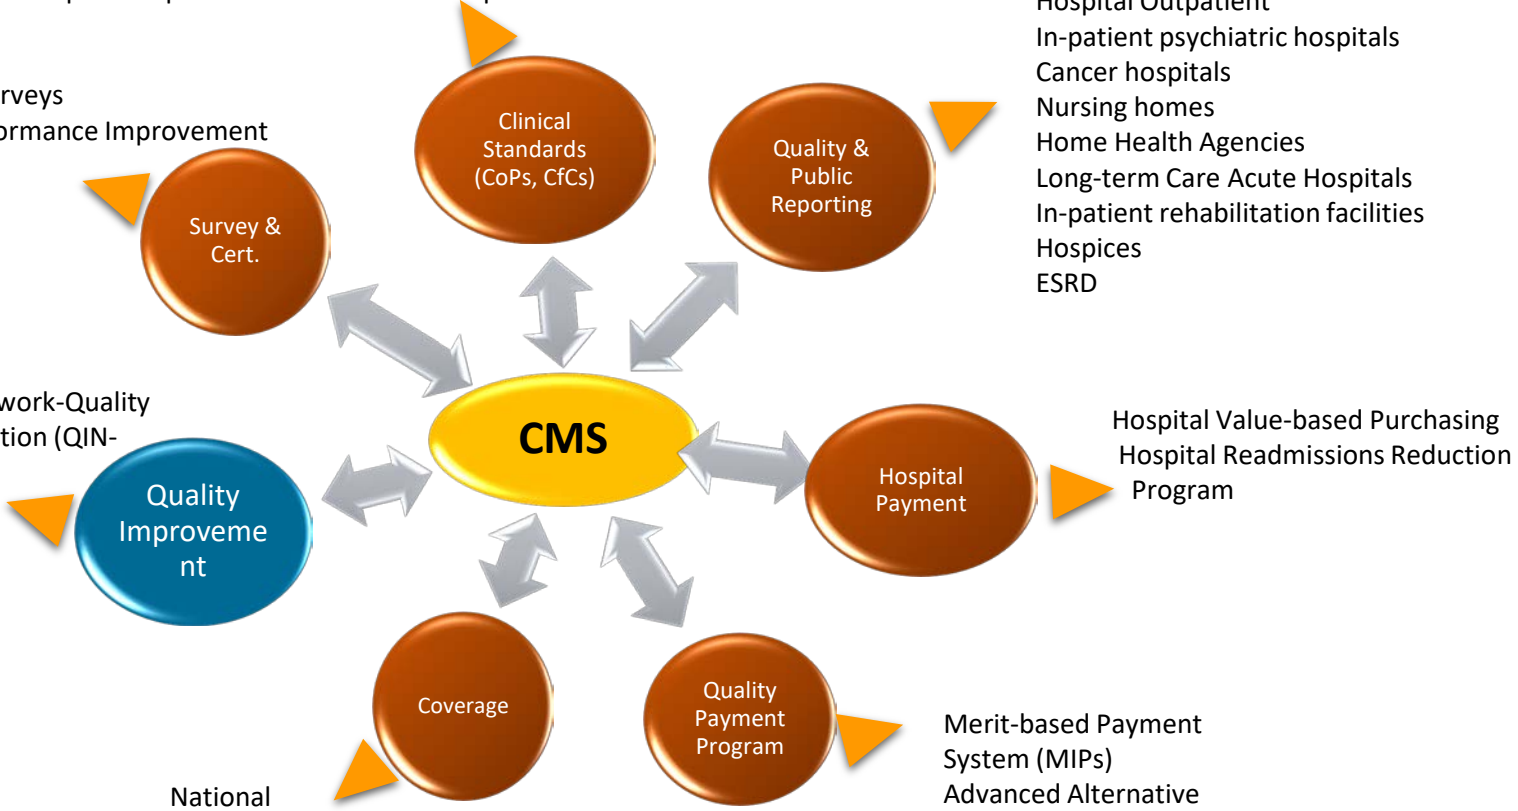 Hospital Outpatient
In-patient psychiatric hospitals
Cancer hospitals
Nursing homes
Home Health Agencies
Long-term Care Acute Hospitals
In-patient rehabilitation facilities
Hospices
ESRD
rveys
ormance Improvement
Clinical
Standards
(CoPs, CfCs)
Quality &
Public
Reporting
Survey &
Cert.
work-Quality
tion (QIN-
CMS
Quality
Improveme
nt
Hospital
Payment
Hospital Value-based Purchasing
Hospital Readmissions Reduction
Program
Coverage
Quality
Payment
Program
National
Merit-based Payment
System (MIPs)
Advanced Alternative